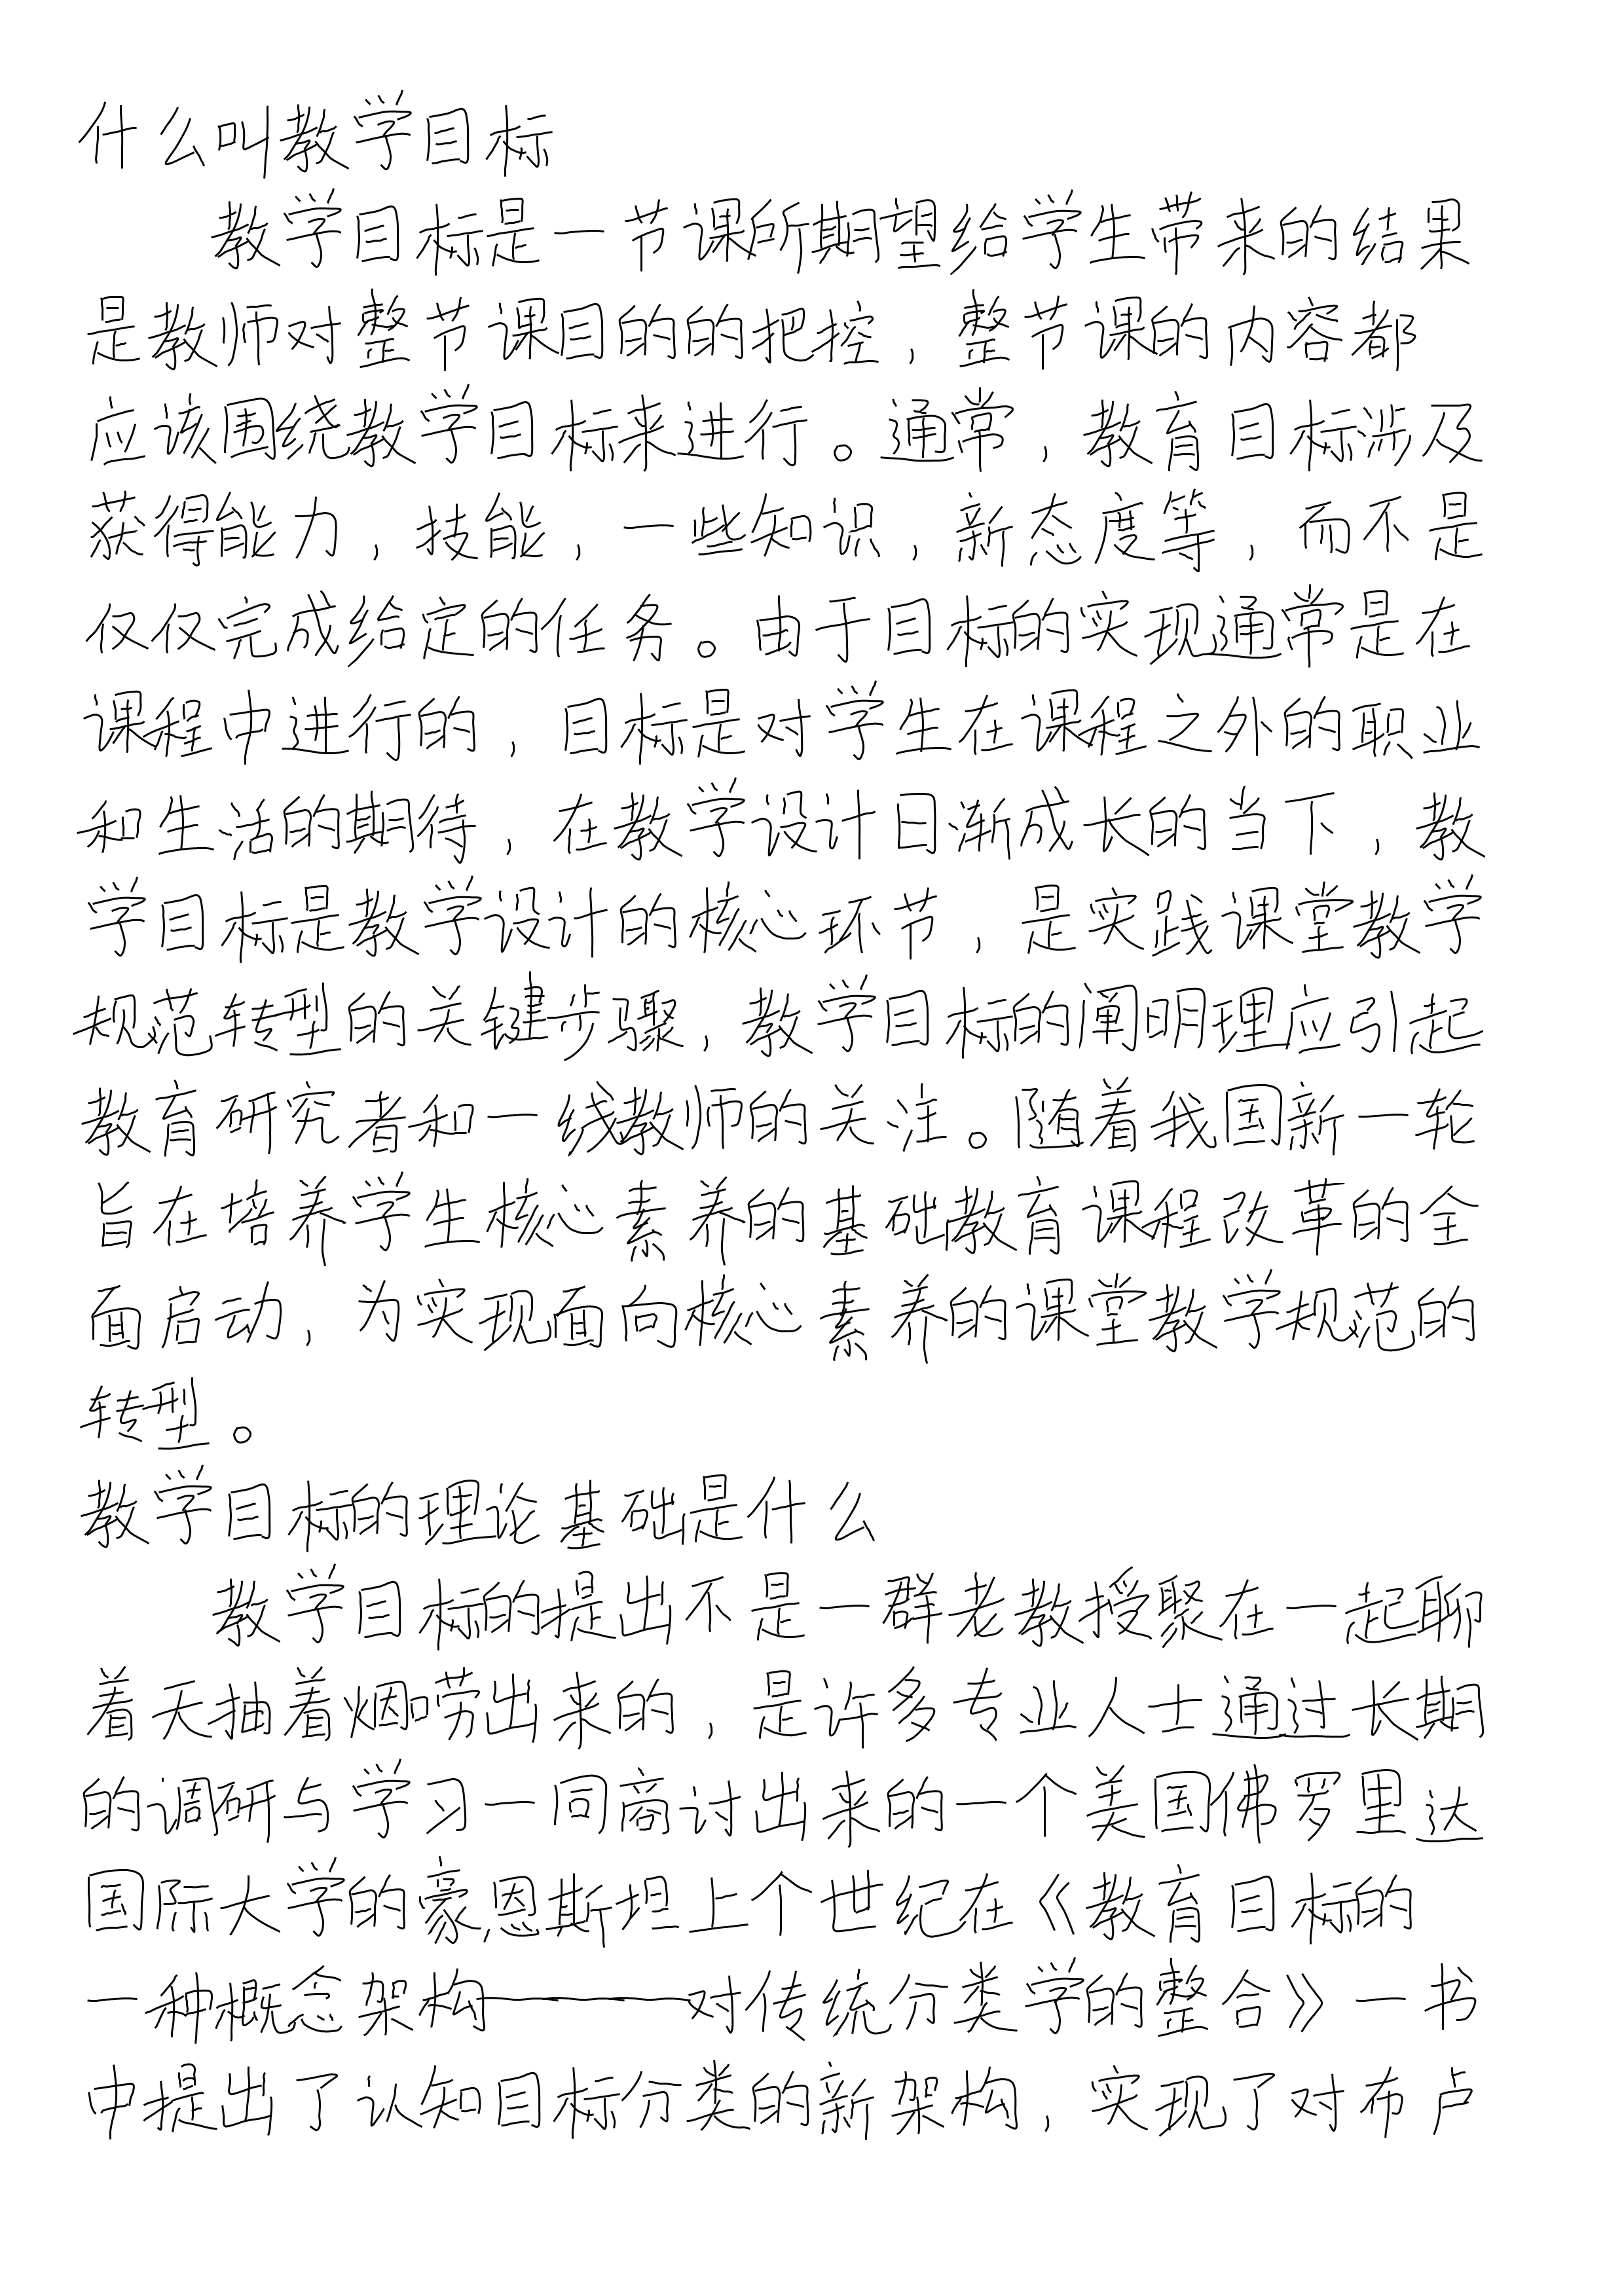 什么叫教学目标
教学目标是一节课所期望给学生带来的结果
是教师对整节课目的的把控，整节课的内容都
应该围绕教学目标来进行。通常，教育目标涉及
获得能力，技能，一些知识，新态度等，而不是
仅仅完成给定的任务。由于目标的实现通常是在
课程中进行的，目标是对学生在课程之外的职业
和生活的期待，在教学设计日渐成长的当下，教
学目标是教学设计的核心环节，是实践课堂教学
规范转型的关键步骤，教学目标的阐明理应引起
教育研究者和一线教师的关注。随着我国新一轮
旨在培养学生核心素养的基础教育课程改革的全
面启动，为实现面向核心素养的课堂教学规范的
转型。
教学目标的理论基础是什么
教学目标的提出不是一群老教授聚在一起聊
着天抽着烟唠出来的，是许多专业人士通过长期
的调研与学习一同商讨出来的一个美国佛罗里达
国际大学的豪恩斯坦上个世纪在《教育目标的
一种概念架构———对传统分类学的整合》一书
中提出了认知目标分类的新架构，实现了对布卢